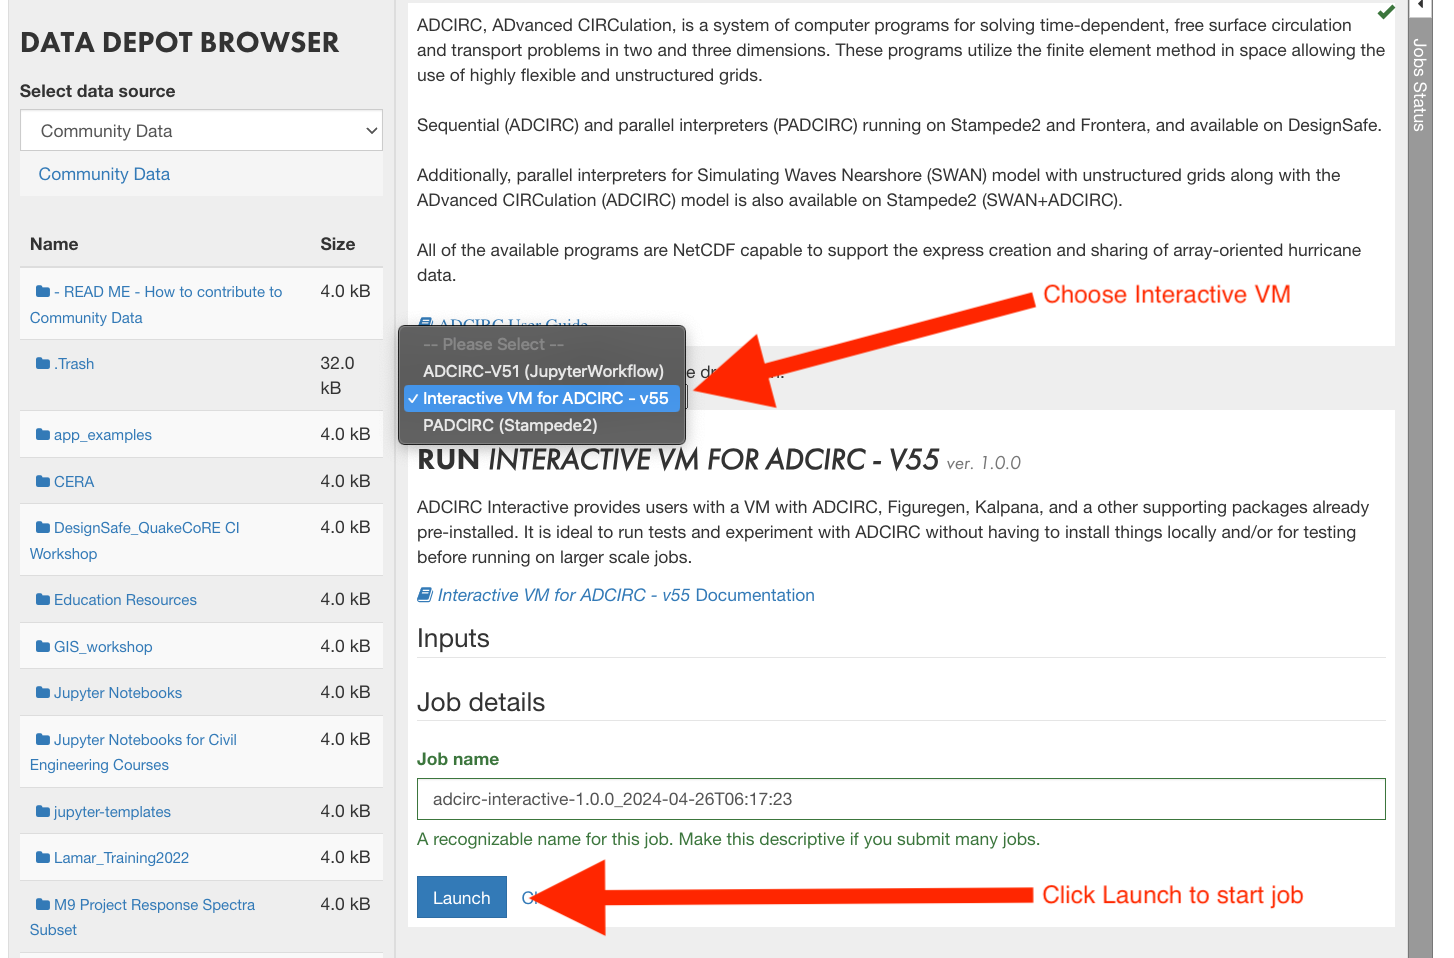 DATA DEPOT BROWSER
Select data source
Community Data
Community Data
Name Size
- READ ME - How to contribute to 4.0 kB
Community Data
.Trash 32.0
kB
app_examples 4.0 kB
CERA 4.0 kB
DesignSafe_QuakeCoRE CI 4.0 kB
Workshop
Education Resources 4.0 kB
GIS_workshop 4.0 kB
Jupyter Notebooks 4.0 kB
Jupyter Notebooks for Civil 4.0 kB
Engineering Courses
jupyter-templates 4.0 kB
Lamar_Training2022 4.0 kB
M9 Project Response Spectra 4.0 kB
Subset
ADCIRC, ADvanced CIRCulation, is a system of computer programs for solving time-dependent, free surface circulation
and transport problems in two and three dimensions. These programs utilize the finite element method in space allowing the
use of highly flexible and unstructured grids.
Sequential (ADCIRC) and parallel interpreters (PADCIRC) running on Stampede2 and Frontera, and available on DesignSafe.
Additionally, parallel interpreters for Simulating Waves Nearshore (SWAN) model with unstructured grids along with the
ADvanced CIRCulation (ADCIRC) model is also available on Stampede2 (SWAN+ADCIRC).
All of the available programs are NetCDF capable to support the express creation and sharing of array-oriented hurricane
data.
Choose Interactive VM
ADCIRC User Guide
-- Please Select --
ADCIRC-V51 (JupyterWorkflow)
Interactive VM for ADCIRC - v55
PADCIRC (Stampede2)
RUN INTERACTIVE VM FOR ADCIRC - V55 ver. 1.0.0
ADCIRC Interactive provides users with a VM with ADCIRC, Figuregen, Kalpana, and a other supporting packages already
pre-installed. It is ideal to run tests and experiment with ADCIRC without having to install things locally and/or for testing
before running on larger scale jobs.
Interactive VM for ADCIRC - v55 Documentation
Inputs
Job details
Job name
adcirc-interactive-1.0.0_2024-04-26T06:17:23
A recognizable name for this job. Make this descriptive if you submit many jobs.
Launch
Click Launch to start job
Jobs Status